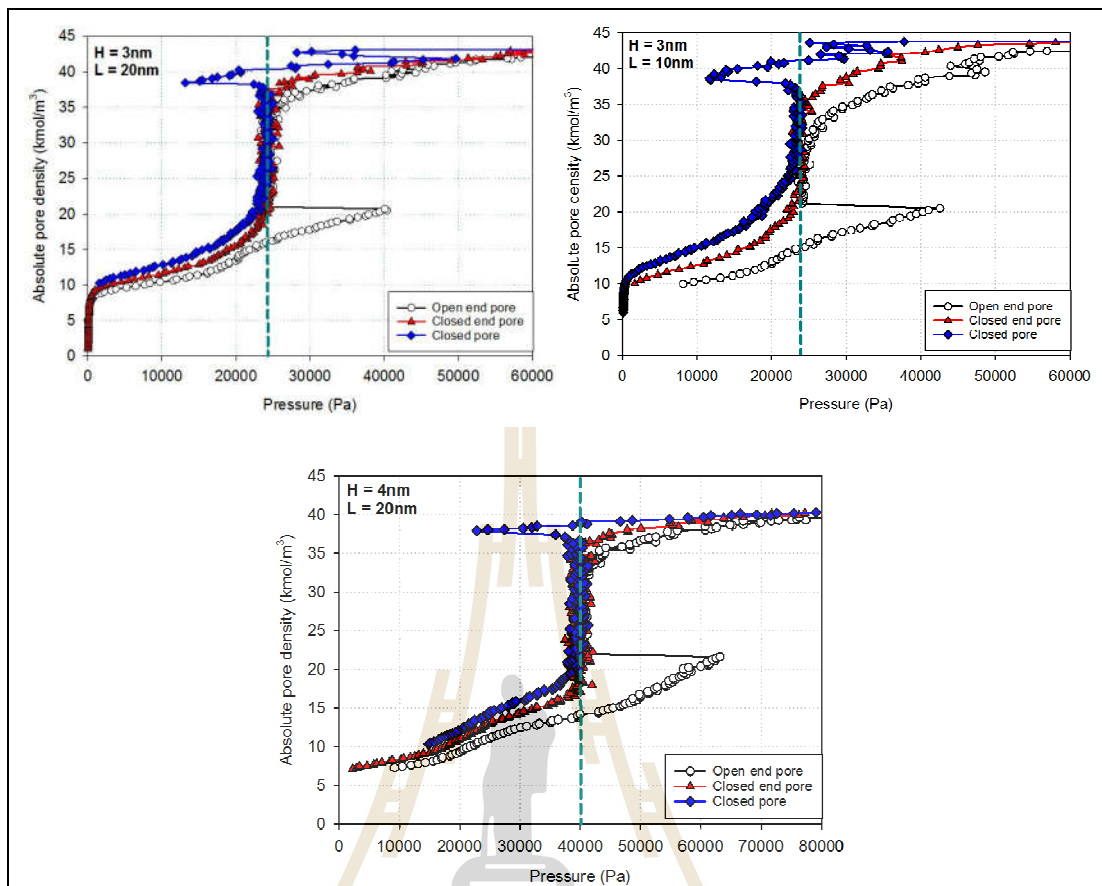 H = 3nm
L = 20nm
Absolute pore density (kmol/m³)
45
40
35
30
25
20
15
10
5
0
0 10000 20000 30000 40000 50000 60000
Pressure (Pa)
Open end pore
Closed end pore
Closed pore
H = 3nm
L = 10nm
Absolute pore censity (kmol/m³)
45
40
35
30
25
20
15
10
5
0
0 10000 20000 30000 40000 50000 60000
Pressure (Pa)
Open end pore
Closed end pore
Closed pore
H = 4nm
L = 20nm
Absolute pore density (kmol/m³)
45
40
35
30
25
20
15
10
5
0
0 10000 20000 30000 40000 50000 60000 70000 80000
Pressure (Pa)
Open end pore
Closed end pore
Closed pore